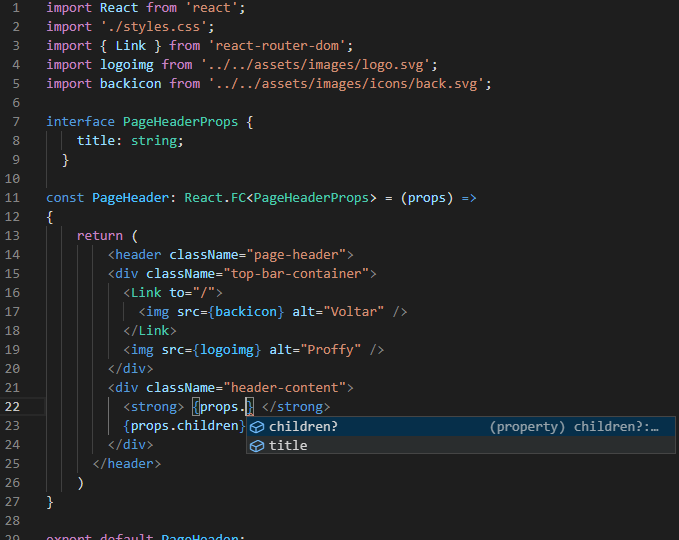 1 import React from 'react';
2 import './styles.css';
3 import { Link } from 'react-router-dom';
4 import logoimg from '../../assets/images/logo.svg';
5 import backicon from '../../assets/images/icons/back.svg';
6
7 interface PageHeaderProps {
8 title: string;
9 }
10
11 const PageHeader: React.FC<PageHeaderProps> = (props) =>
12 {
13 return (
14 <header className="page-header">
15 <div className="top-bar-container">
16 <Link to="/">
17 <img src={backicon} alt="Voltar" />
18 </Link>
19 <img src={logoimg} alt="Proffy" />
20 </div>
21 <div className="header-content">
22 <strong> {props.} </strong>
23 {props.children}
children? (property) children?:…
24 </div>
title
25 </header>
26 )
27 }
28
29 export default PageHeader;